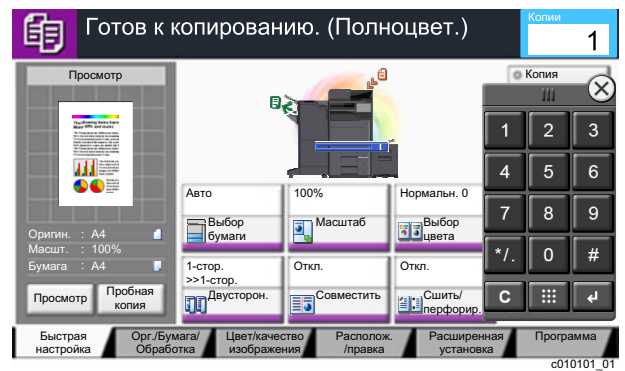 Готов к копированию. (Полноцвет.)
Копии
1
Просмотр
Оригин. : A4
Масшт. : 100%
Бумага : A4
Просмотр
Пробная
копия
Авто
Выбор
бумаги
100%
Масштаб
Нормальн. 0
Выбор
цвета
1-стор.
>>1-стор.
Двусторон.
Откл.
Совместить
Откл.
Сшить/
перфорир.
Копия
1 2 3
4 5 6
7 8 9
*/. 0 #
C
Быстрая
настройка
Орг./Бумага/
Обработка
Цвет/качество
изображения
Располож.
/правка
Расширенная
установка
Программа
c010101_01